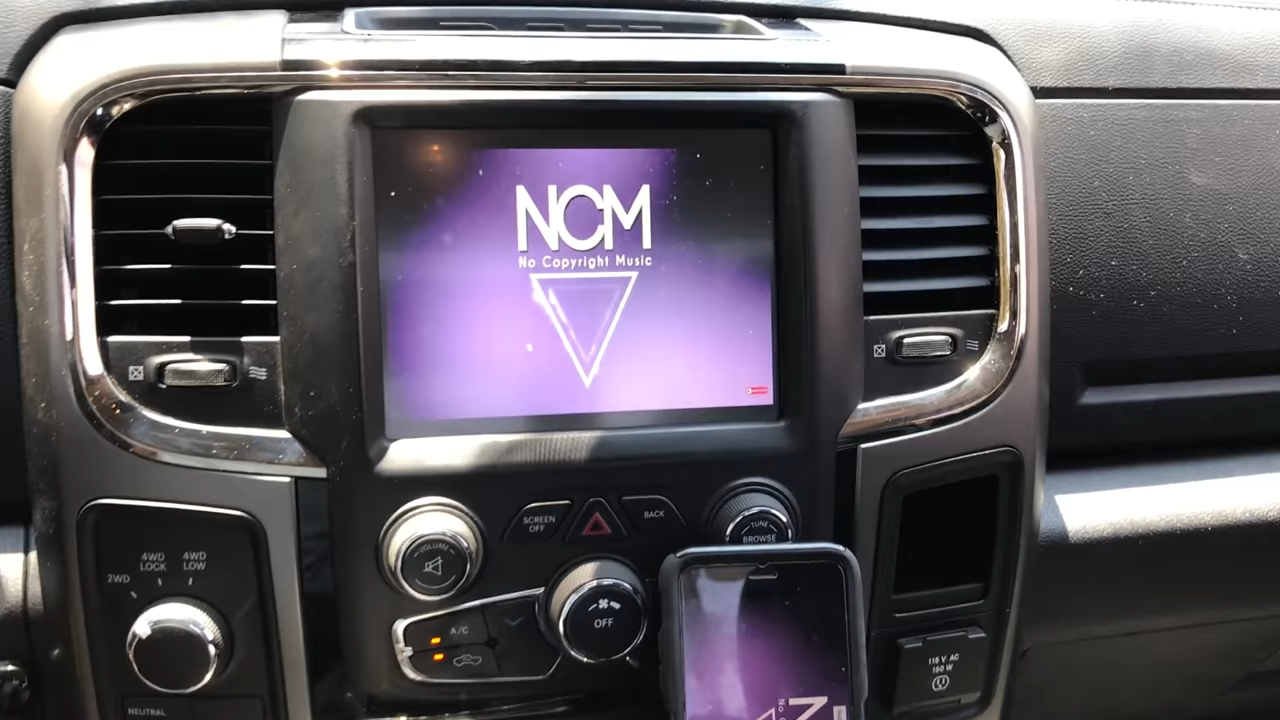 NCM
No Copyright Music
SCREEN
OFF
BACK
VOLUME
TUNE
BROWSE
4WD
LOCK
4WD
LOW
2WD
A/C
OFF
115 V AC
150 W
NEUTRAL
N
No